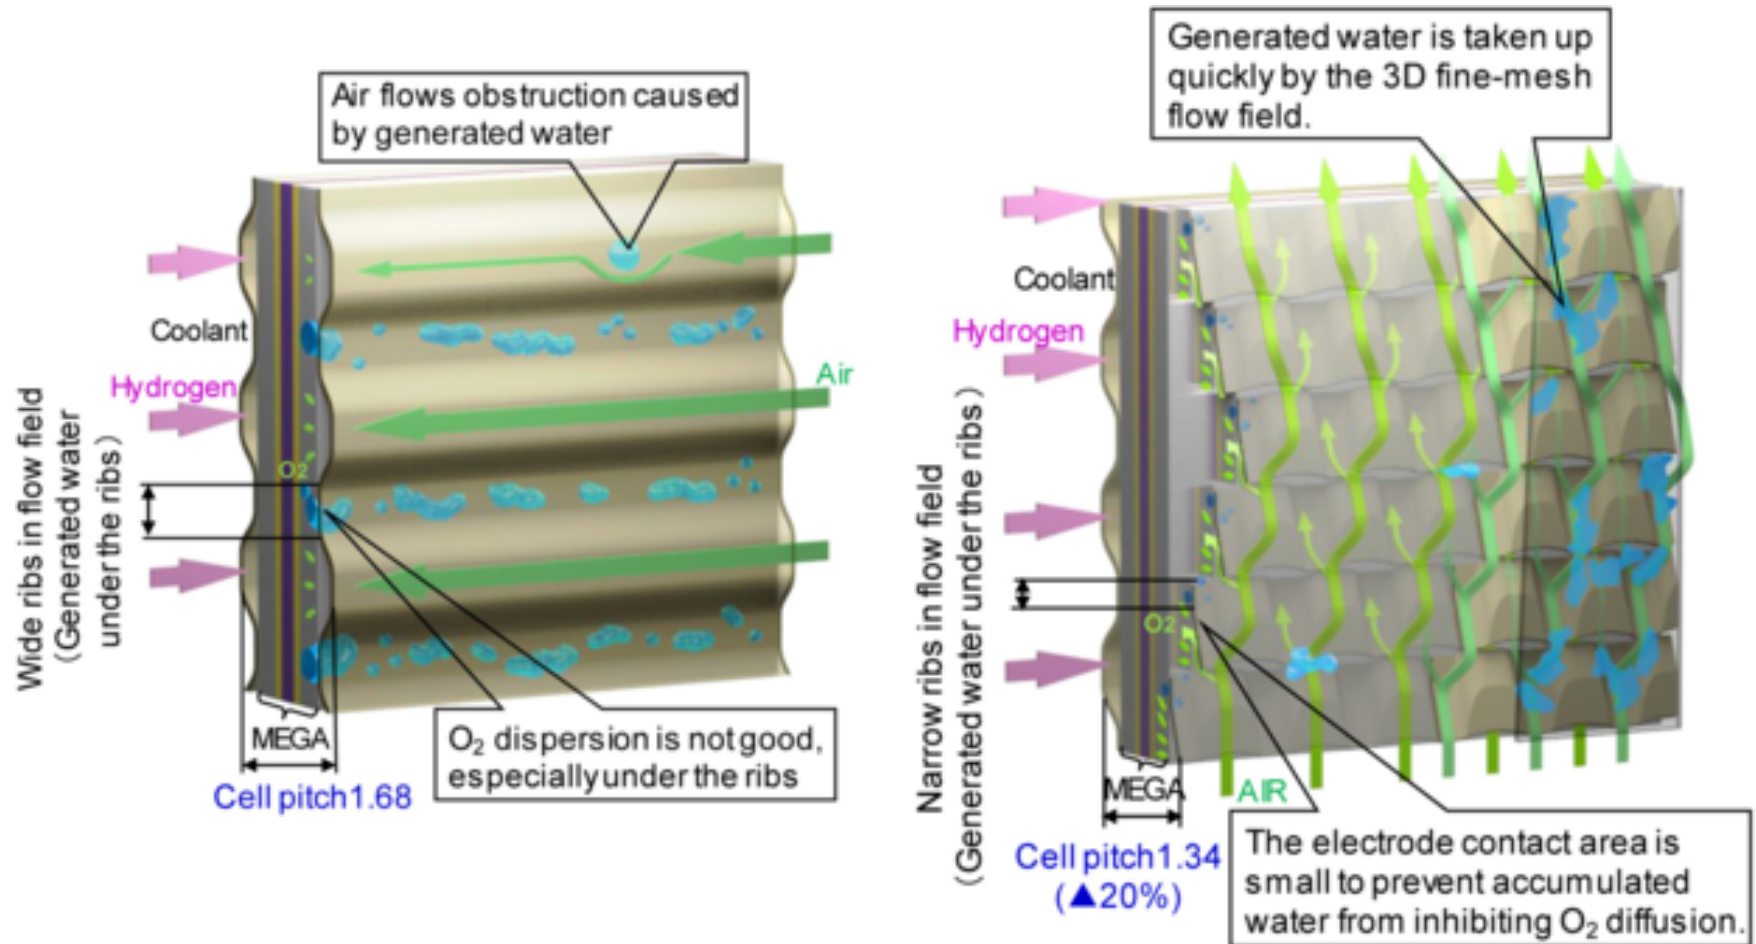 Air flows obstruction caused
by generated water
Coolant
Hydrogen
Air
O2
Wide ribs in flow field
(Generated water
under the ribs)
MEGA
Cell pitch1.68
O2 dispersion is not good,
especially under the ribs
Generated water is taken up
quickly by the 3D fine-mesh
flow field.
Coolant
Hydrogen
Narrow ribs in flow field
(Generated water under the ribs)
O2
MEGA
AIR
Cell pitch1.34
(▲20%)
The electrode contact area is
small to prevent accumulated
water from inhibiting O2 diffusion.